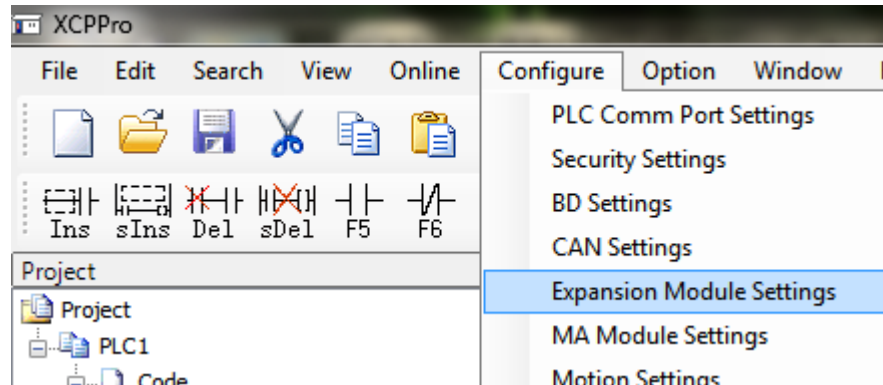 XCPPro
File Edit Search View Online Configure Option Window
PLC Comm Port Settings
Security Settings
BD Settings
CAN Settings
Expansion Module Settings
MA Module Settings
Motion Settings
Ins sIns Del sDel F5 F6
Project
Project
PLC1
Code